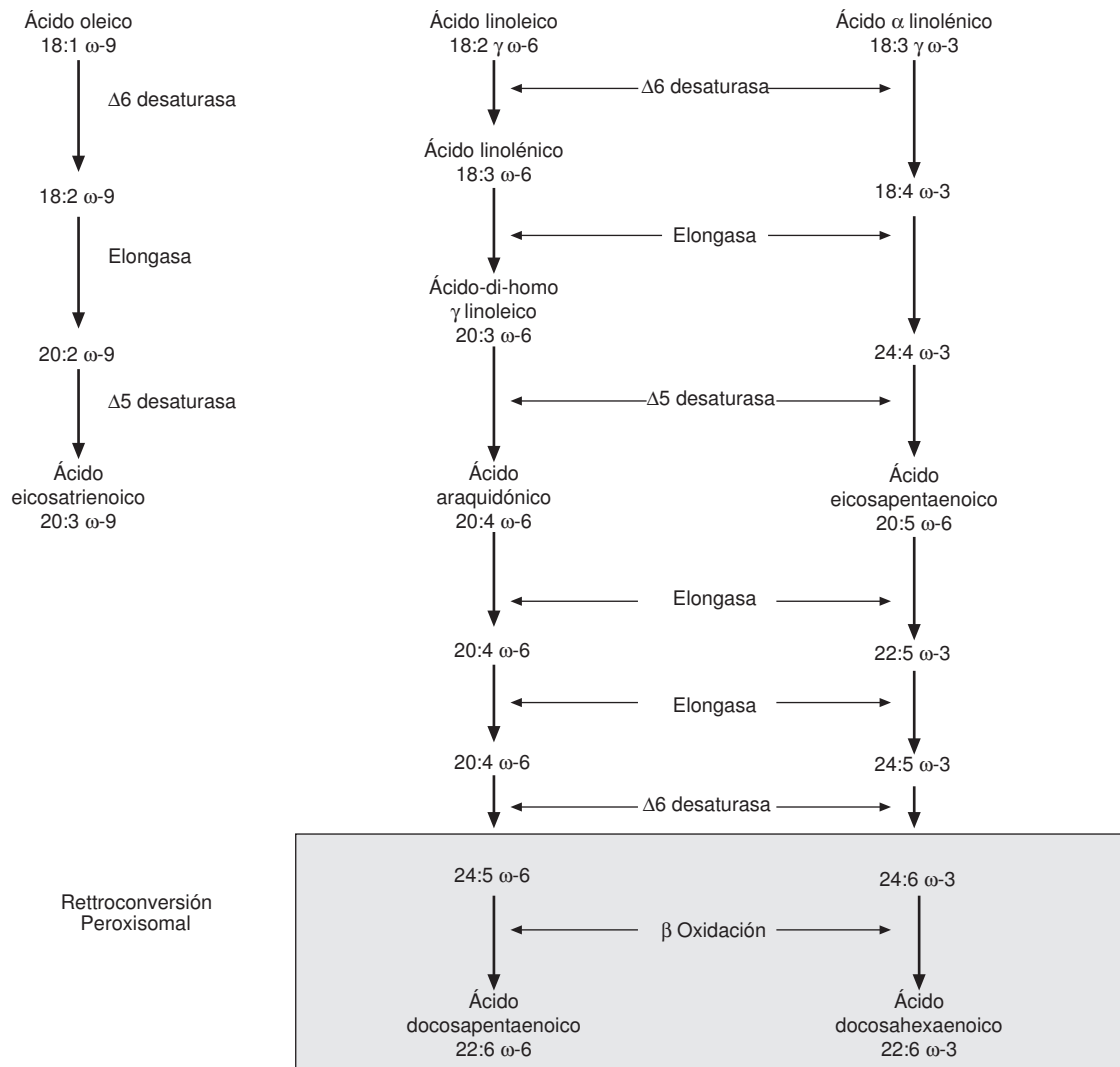 Ácido oleico
18:1 ω-9
Δ6 desaturasa
18:2 ω-9
Elongasa
20:2 ω-9
Δ5 desaturasa
Ácido
eicosatrienoico
20:3 ω-9
Ácido linoleico
18:2 γ ω-6
Ácido linolénico
18:3 ω-6
Ácido-di-homo
γ linoleico
20:3 ω-6
Ácido
araquidónico
20:4 ω-6
20:4 ω-6
20:4 ω-6
Δ6 desaturasa
Elongasa
Δ5 desaturasa
Elongasa
Elongasa
Δ6 desaturasa
Ácido α linolénico
18:3 γ ω-3
18:4 ω-3
24:4 ω-3
Ácido
eicosapentaenoico
20:5 ω-6
22:5 ω-3
24:5 ω-3
Rettroconversión
Peroxisomal
24:5 ω-6
β Oxidación
24:6 ω-3
Ácido
docosapentaenoico
22:6 ω-6
Ácido
docosahexaenoico
22:6 ω-3